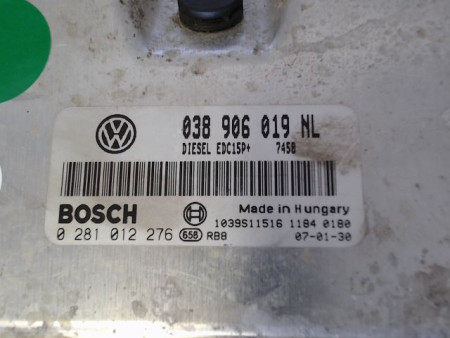 038 906 019 NL
DIESEL EDC15P+ 7458
BOSCH
Made in Hungary
1039S11516 1184 0180
0 281 012 276 658 RBB 07-01-30